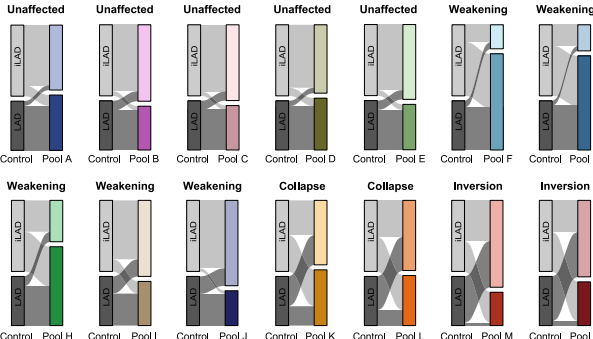 Unaffected Unaffected Unaffected Unaffected Unaffected Weakening Weakening
iLAD iLAD iLAD iLAD iLAD iLAD iLAD
LAD LAD LAD LAD LAD LAD LAD
Control Pool A Control Pool B Control Pool C Control Pool D Control Pool E Control Pool F Control Pool
Weakening Weakening Weakening Collapse Collapse Inversion Inversion
iLAD iLAD iLAD iLAD iLAD iLAD iLAD
LAD LAD LAD LAD LAD LAD LAD
Control Pool H Control Pool I Control Pool J Control Pool K Control Pool L Control Pool M Control Pool